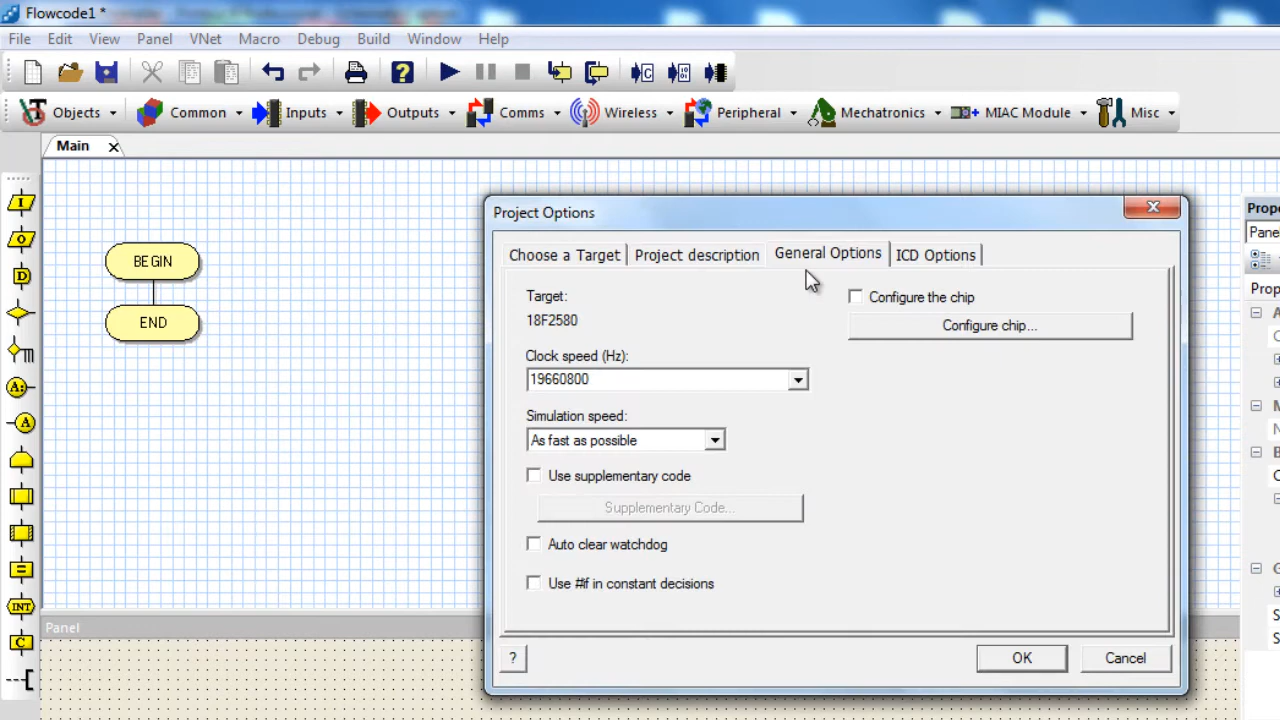 Flowcode1 *
File Edit View Panel VNet Macro Debug Build Window Help
Objects Common Inputs Outputs Comms Wireless Peripheral Mechatronics MIAC Module Misc
Main
BEGIN
END
Project Options
Choose a Target Project description General Options ICD Options
Target:
18F2580
Configure the chip
Configure chip...
Clock speed (Hz):
19660800
Simulation speed:
As fast as possible
Use supplementary code
Supplementary Code...
Auto clear watchdog
Use #if in constant decisions
? OK Cancel
Panel
I
O
D
A:
A
=
INT
C